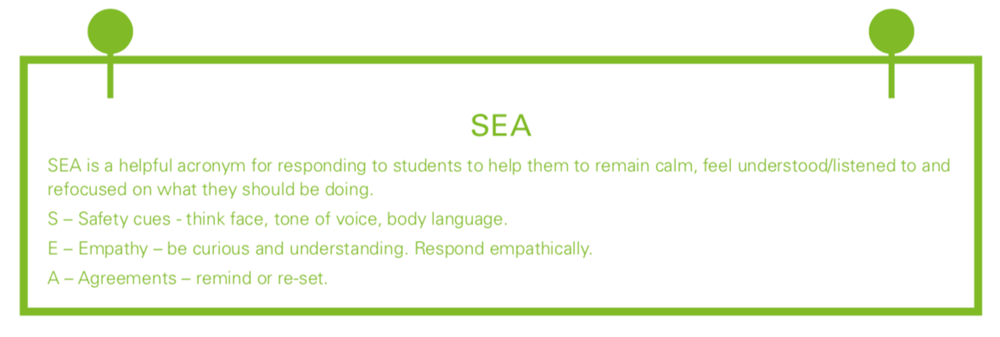 SEA
SEA is a helpful acronym for responding to students to help them to remain calm, feel understood/listened to and
refocused on what they should be doing.
S – Safety cues - think face, tone of voice, body language.
E – Empathy – be curious and understanding. Respond empathically.
A – Agreements – remind or re-set.